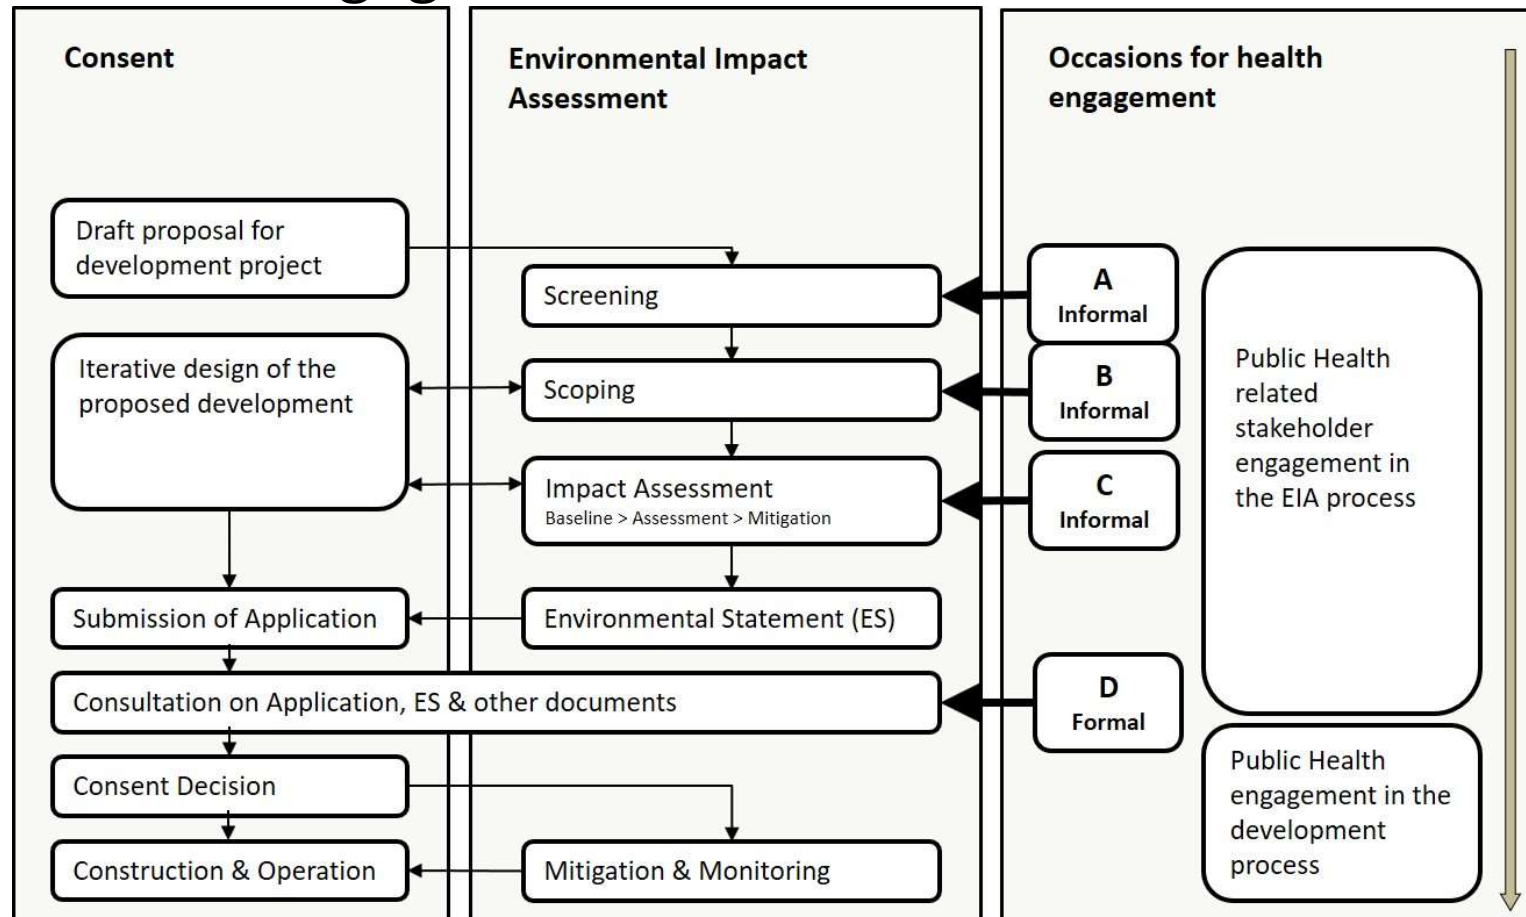 Consent
Environmental Impact
Assessment
Occasions for health
engagement
Draft proposal for
development project
Screening
A
Informal
Iterative design of the
proposed development
Scoping
B
Informal
Public Health
related
stakeholder
engagement in
the EIA process
Impact Assessment
Baseline > Assessment > Mitigation
C
Informal
Submission of Application
Environmental Statement (ES)
Consultation on Application, ES & other documents
D
Formal
Consent Decision
Public Health
engagement in the
development
process
Construction & Operation
Mitigation & Monitoring